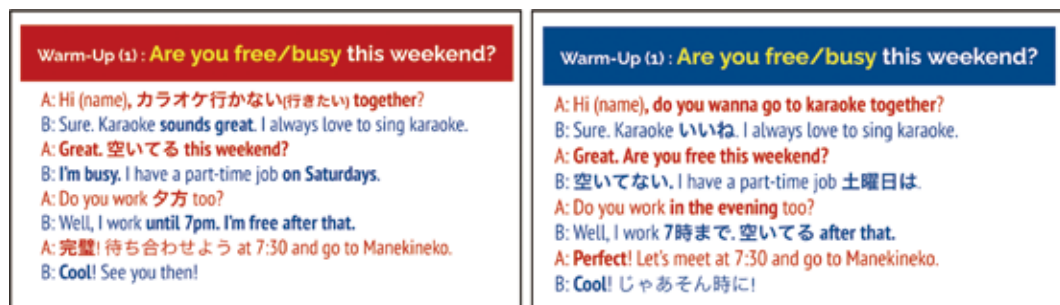 Warm-Up (1) : Are you free/busy this weekend?
A: Hi (name), カラオケ行かない(行きたい) together?
B: Sure. Karaoke sounds great. I always love to sing karaoke.
A: Great. 空いてる this weekend?
B: I'm busy. I have a part-time job on Saturdays.
A: Do you work 夕方 too?
B: Well, I work until 7pm. I'm free after that.
A: 完璧! 待ち合わせよう at 7:30 and go to Manekineko.
B: Cool! See you then!
Warm-Up (1) : Are you free/busy this weekend?
A: Hi (name), do you wanna go to karaoke together?
B: Sure. Karaoke いいね. I always love to sing karaoke.
A: Great. Are you free this weekend?
B: 空いてない. I have a part-time job 土曜日は.
A: Do you work in the evening too?
B: Well, I work 7時まで. 空いてる after that.
A: Perfect! Let's meet at 7:30 and go to Manekineko.
B: Cool! じゃあそん時に!